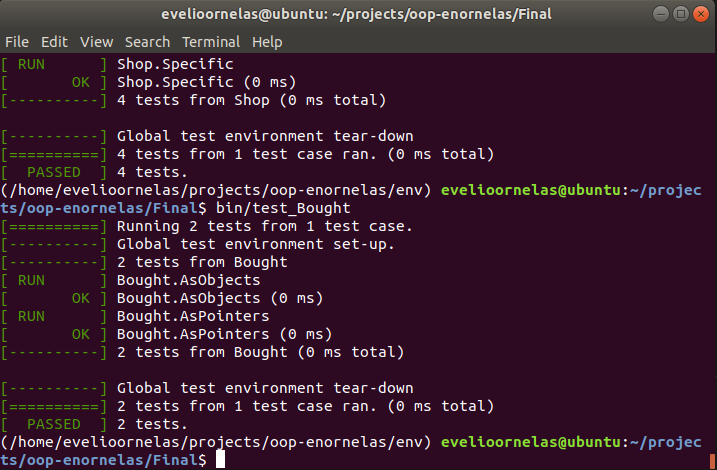 evelioornelas@ubuntu: ~/projects/oop-enornelas/Final
File Edit View Search Terminal Help
[ RUN      ] Shop.Specific
[       OK ] Shop.Specific (0 ms)
[----------] 4 tests from Shop (0 ms total)

[----------] Global test environment tear-down
[==========] 4 tests from 1 test case ran. (0 ms total)
[  PASSED  ] 4 tests.
(/home/evelioornelas/projects/oop-enornelas/env) evelioornelas@ubuntu:~/projec
ts/oop-enornelas/Final$ bin/test_Bought
[==========] Running 2 tests from 1 test case.
[----------] Global test environment set-up.
[----------] 2 tests from Bought
[ RUN      ] Bought.AsObjects
[       OK ] Bought.AsObjects (0 ms)
[ RUN      ] Bought.AsPointers
[       OK ] Bought.AsPointers (0 ms)
[----------] 2 tests from Bought (0 ms total)

[----------] Global test environment tear-down
[==========] 2 tests from 1 test case ran. (0 ms total)
[  PASSED  ] 2 tests.
(/home/evelioornelas/projects/oop-enornelas/env) evelioornelas@ubuntu:~/projec
ts/oop-enornelas/Final$